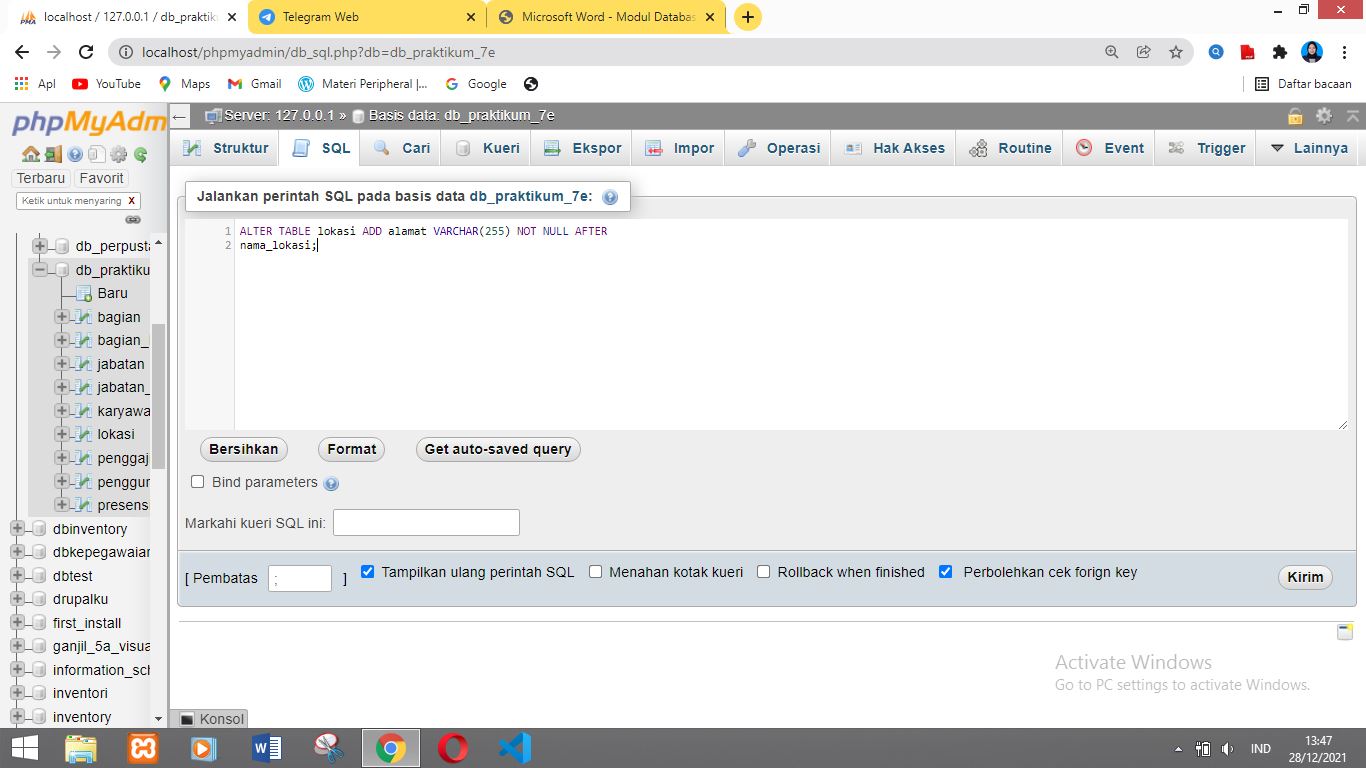 localhost / 127.0.0.1 / db_praktik
Telegram Web
Microsoft Word - Modul Databas
localhost/phpmyadmin/db_sql.php?db=db_praktikum_7e
Apl
YouTube
Maps
Gmail
Materi Peripheral |...
Google
Daftar bacaan
phpMyAdm
Server: 127.0.0.1 » Basis data: db_praktikum_7e
Struktur
SQL
Cari
Kueri
Ekspor
Impor
Operasi
Hak Akses
Routine
Event
Trigger
Lainnya
Terbaru
Favorit
Ketik untuk menyaring X
db_perpusta
db_praktiku
Baru
bagian
bagian_
jabatan
jabatan_
karyawa
lokasi
penggaj
penggun
presens
dbinventory
dbkepegawaian
dbtest
drupalku
first_install
ganjil_5a_visua
information_sch
inventori
inventory
Jalankan perintah SQL pada basis data db_praktikum_7e:
1 ALTER TABLE lokasi ADD alamat VARCHAR(255) NOT NULL AFTER
2 nama_lokasi;
Bersihkan
Format
Get auto-saved query
Bind parameters
Markahi kueri SQL ini:
[ Pembatas ; ]
Tampilkan ulang perintah SQL
Menahan kotak kueri
Rollback when finished
Perbolehkan cek forign key
Kirim
Activate Windows
Go to PC settings to activate Windows.
Konsol
IND
13:47
28/12/2021